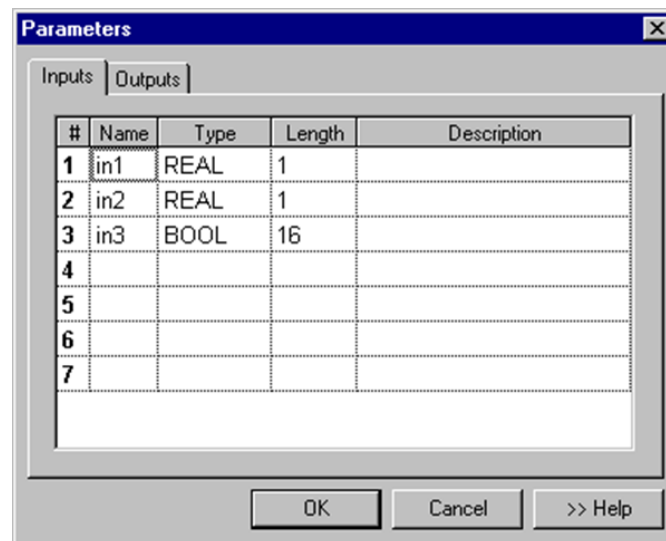 Parameters
Inputs Outputs
# Name Type Length Description
1 in1 REAL 1
2 in2 REAL 1
3 in3 BOOL 16
4
5
6
7
OK Cancel >> Help